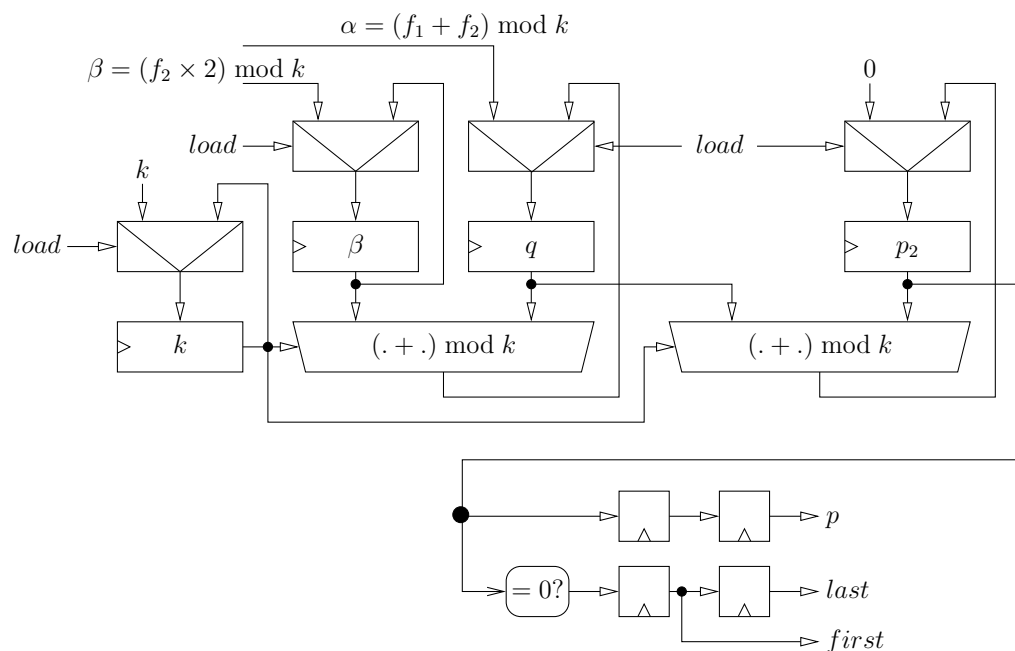 α = (f₁ + f₂) mod k
β = (f₂ × 2) mod k
0
load
load
k
load
β
q
p₂
k
(. + .) mod k
(. + .) mod k
p
= 0?
last
first